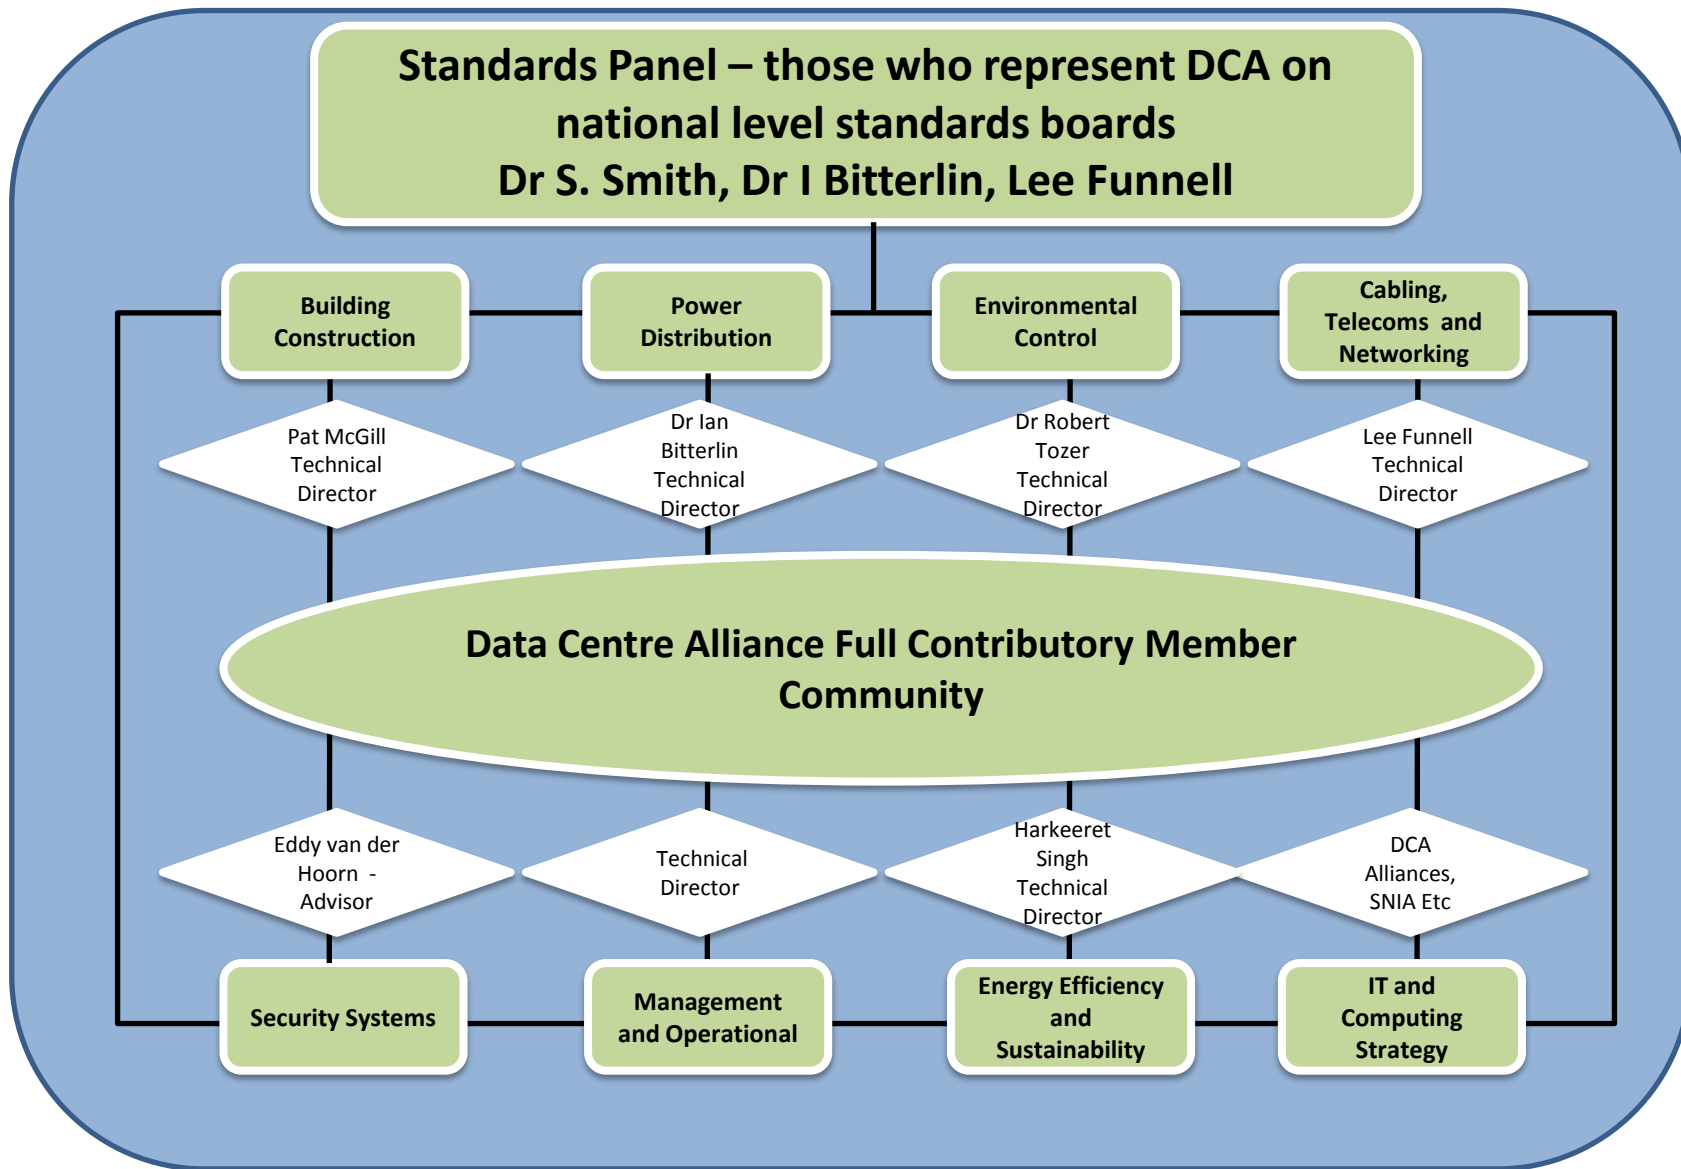 Standards Panel – those who represent DCA on
national level standards boards
Dr S. Smith, Dr I Bitterlin, Lee Funnell
Building
Construction
Power
Distribution
Environmental
Control
Cabling,
Telecoms and
Networking
Pat McGill
Technical
Director
Dr Ian
Bitterlin
Technical
Director
Dr Robert
Tozer
Technical
Director
Lee Funnell
Technical
Director
Data Centre Alliance Full Contributory Member
Community
Eddy van der
Hoorn -
Advisor
Technical
Director
Harkeeret
Singh
Technical
Director
DCA
Alliances,
SNIA Etc
Security Systems
Management
and Operational
Energy Efficiency
and
Sustainability
IT and
Computing
Strategy